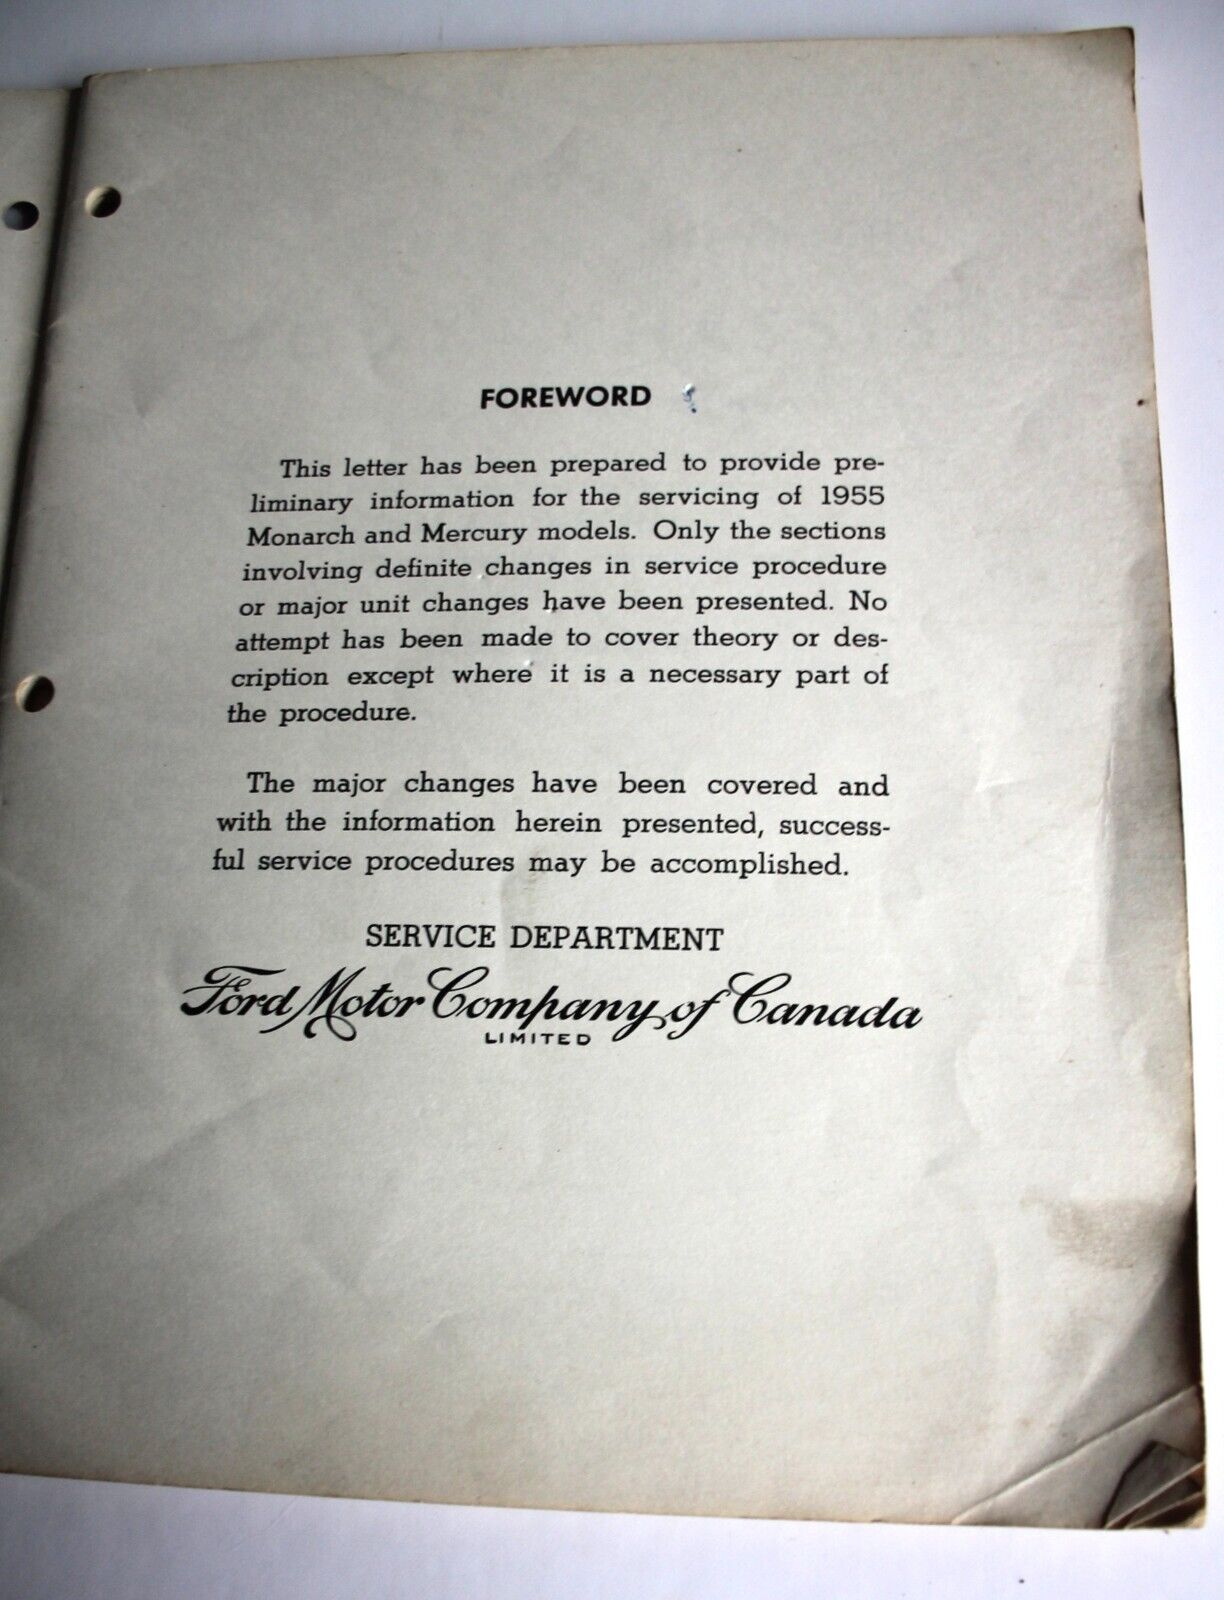 FOREWORD
This letter has been prepared to provide pre-
liminary information for the servicing of 1955
Monarch and Mercury models. Only the sections
involving definite changes in service procedure
or major unit changes have been presented. No
attempt has been made to cover theory or des-
cription except where it is a necessary part of
the procedure.
The major changes have been covered and
with the information herein presented, success-
ful service procedures may be accomplished.
SERVICE DEPARTMENT
Ford Motor Company of Canada
LIMITED